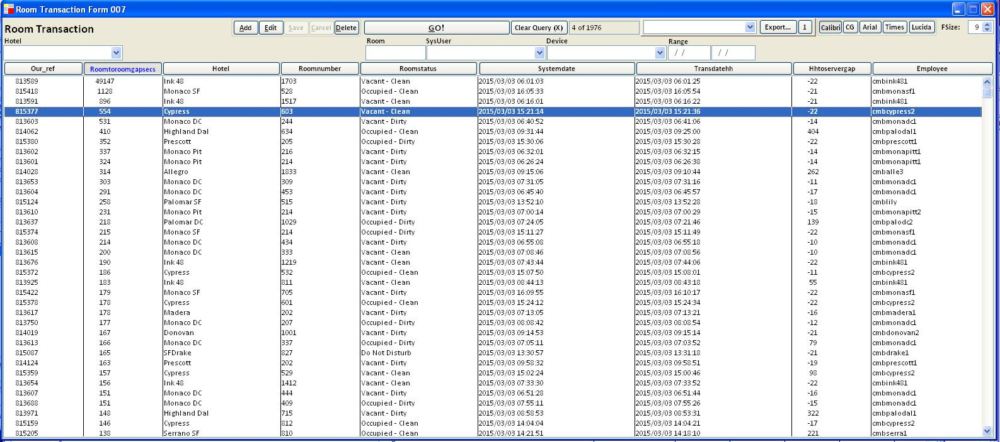 Room Transaction Form 007
Room Transaction Add Edit Save Cancel Delete GO! Clear Query (X) 4 of 1976 Export... 1 Calibri CG Arial Times Lucida FSize: 9
Hotel Room SysUser Device Range
/ / / /
Our_ref Roomtoroomgapsecs Hotel Roomnumber Roomstatus Systemdate Transdatehh Hhtoservergap Employee
813589 49147 Ink 48 1703 Vacant - Clean 2015/03/03 06:01:03 2015/03/03 06:01:25 -22 cmbink481
815418 1128 Monaco SF 528 Occupied - Clean 2015/03/03 16:05:33 2015/03/03 16:05:54 -21 cmbmonasf1
813591 896 Ink 48 1517 Vacant - Clean 2015/03/03 06:16:01 2015/03/03 06:16:22 -21 cmbink481
815377 554 Cypress 603 Vacant - Clean 2015/03/03 15:21:14 2015/03/03 15:21:36 -22 cmbcypress2
813603 531 Monaco DC 244 Vacant - Dirty 2015/03/03 06:40:52 2015/03/03 06:41:06 -14 cmbmonadc1
814062 410 Highland Dal 634 Occupied - Clean 2015/03/03 09:31:44 2015/03/03 09:25:00 404 cmbpalodal1
815380 352 Prescott 205 Occupied - Dirty 2015/03/03 15:30:06 2015/03/03 15:30:28 -22 cmbprescott1
813602 337 Monaco Pit 216 Vacant - Dirty 2015/03/03 06:32:01 2015/03/03 06:32:15 -14 cmbmonapitt1
813601 324 Monaco Pit 214 Vacant - Dirty 2015/03/03 06:26:24 2015/03/03 06:26:38 -14 cmbmonapitt1
814028 314 Allegro 1833 Vacant - Clean 2015/03/03 09:15:06 2015/03/03 09:10:44 262 cmballe3
813653 303 Monaco DC 309 Vacant - Dirty 2015/03/03 07:31:05 2015/03/03 07:31:16 -11 cmbmonadc1
813604 291 Monaco DC 453 Vacant - Dirty 2015/03/03 06:45:40 2015/03/03 06:45:57 -17 cmbmonadc1
815124 258 Palomar SF 515 Vacant - Dirty 2015/03/03 13:52:10 2015/03/03 13:52:28 -18 cmblily
813610 231 Monaco Pit 214 Vacant - Dirty 2015/03/03 07:00:14 2015/03/03 07:00:29 -15 cmbmonapitt2
813637 218 Palomar DC 1029 Occupied - Dirty 2015/03/03 07:24:05 2015/03/03 07:21:46 139 cmbpalodc2
815374 215 Monaco SF 214 Occupied - Dirty 2015/03/03 15:11:27 2015/03/03 15:11:49 -22 cmbmonasf1
813608 214 Monaco DC 434 Vacant - Dirty 2015/03/03 06:55:08 2015/03/03 06:55:18 -10 cmbmonadc1
813615 200 Monaco DC 333 Vacant - Clean 2015/03/03 07:08:46 2015/03/03 07:08:56 -10 cmbmonadc1
813676 190 Ink 48 1219 Vacant - Clean 2015/03/03 07:43:44 2015/03/03 07:44:06 -22 cmbink481
815372 186 Cypress 532 Occupied - Clean 2015/03/03 15:07:50 2015/03/03 15:08:01 -11 cmbcypress2
813925 183 Ink 48 811 Vacant - Clean 2015/03/03 08:44:13 2015/03/03 08:43:18 55 cmbink481
815422 179 Monaco SF 705 Vacant - Dirty 2015/03/03 16:09:55 2015/03/03 16:10:17 -22 cmbmonasf1
815378 178 Cypress 601 Occupied - Clean 2015/03/03 15:24:12 2015/03/03 15:24:34 -22 cmbcypress2
813617 178 Madera 202 Vacant - Dirty 2015/03/03 07:13:05 2015/03/03 07:13:21 -16 cmbmadera1
813750 177 Monaco DC 207 Occupied - Dirty 2015/03/03 08:08:42 2015/03/03 08:08:54 -12 cmbmonadc1
814019 167 Donovan 1001 Vacant - Dirty 2015/03/03 09:14:53 2015/03/03 09:15:14 -21 cmbdonovan2
813613 166 Monaco DC 337 Occupied - Dirty 2015/03/03 07:05:11 2015/03/03 07:03:52 79 cmbmonadc1
815087 165 SFDrake 827 Do Not Disturb 2015/03/03 13:30:57 2015/03/03 13:31:18 -21 cmbdrake1
814124 163 Prescott 202 Vacant - Dirty 2015/03/03 09:58:32 2015/03/03 09:58:51 -19 cmbprescott1
815359 157 Cypress 529 Vacant - Clean 2015/03/03 15:02:24 2015/03/03 15:00:46 98 cmbcypress2
813654 156 Ink 48 1412 Vacant - Clean 2015/03/03 07:33:30 2015/03/03 07:33:52 -22 cmbink481
813607 151 Monaco DC 444 Vacant - Dirty 2015/03/03 06:51:28 2015/03/03 06:51:44 -16 cmbmonadc1
813688 151 Monaco DC 409 Occupied - Dirty 2015/03/03 07:55:11 2015/03/03 07:55:26 -15 cmbmonadc1
813971 148 Highland Dal 715 Vacant - Dirty 2015/03/03 08:58:53 2015/03/03 08:53:31 322 cmbpalodal1
815159 146 Cypress 812 Occupied - Clean 2015/03/03 14:04:04 2015/03/03 14:04:21 -17 cmbcypress2
815205 138 Serrano SF 810 Occupied - Clean 2015/03/03 14:21:51 2015/03/03 14:18:10 221 cmbserra1